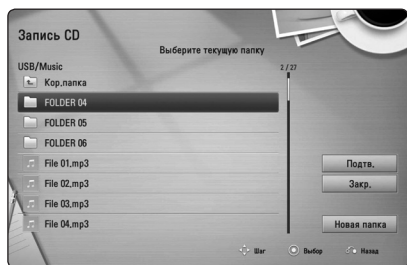 Запись CD
Выберите текущую папку
USB/Music
2 / 27
Кор.папка
FOLDER 04
FOLDER 05
FOLDER 06
File 01.mp3
File 02.mp3
File 03.mp3
File 04.mp3
Подтв.
Закр.
Новая папка
Шаг
Выбор
Назад